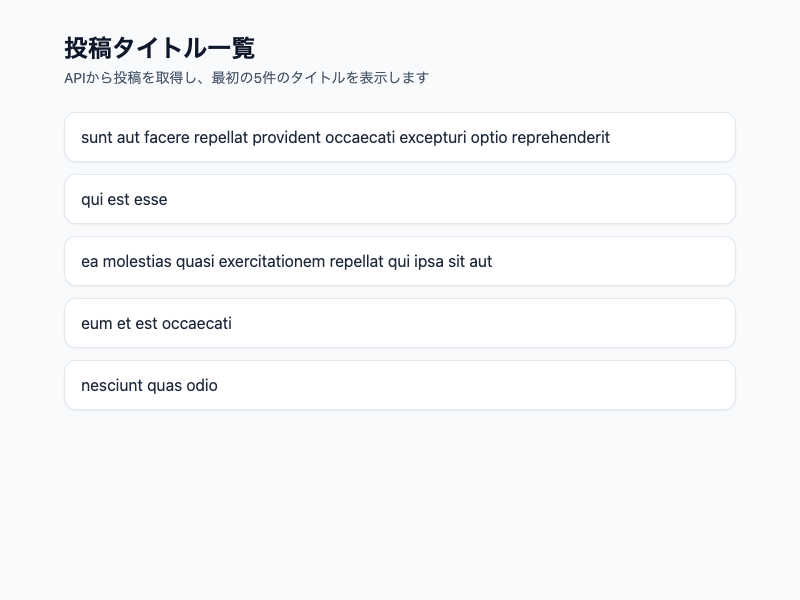 投稿タイトル一覧
APIから投稿を取得し、最初の5件のタイトルを表示します
sunt aut facere repellat provident occaecati excepturi optio reprehenderit
qui est esse
ea molestias quasi exercitationem repellat qui ipsa sit aut
eum et est occaecati
nesciunt quas odio